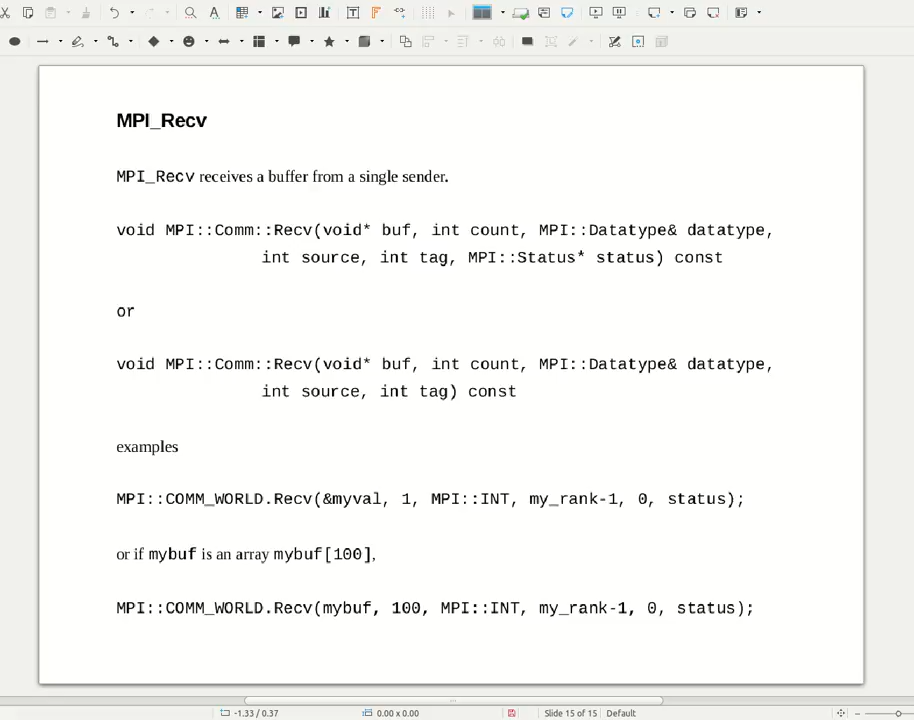 MPI_Recv
MPI_Recv receives a buffer from a single sender.
void MPI::Comm::Recv(void* buf, int count, MPI::Datatype& datatype,
int source, int tag, MPI::Status* status) const
or
void MPI::Comm::Recv(void* buf, int count, MPI::Datatype& datatype,
int source, int tag) const
examples
MPI::COMM_WORLD.Recv(&myval, 1, MPI::INT, my_rank-1, 0, status);
or if mybuf is an array mybuf[100],
MPI::COMM_WORLD.Recv(mybuf, 100, MPI::INT, my_rank-1, 0, status);
-1.33 / 0.37 0.00 x 0.00 Slide 15 of 15 Default